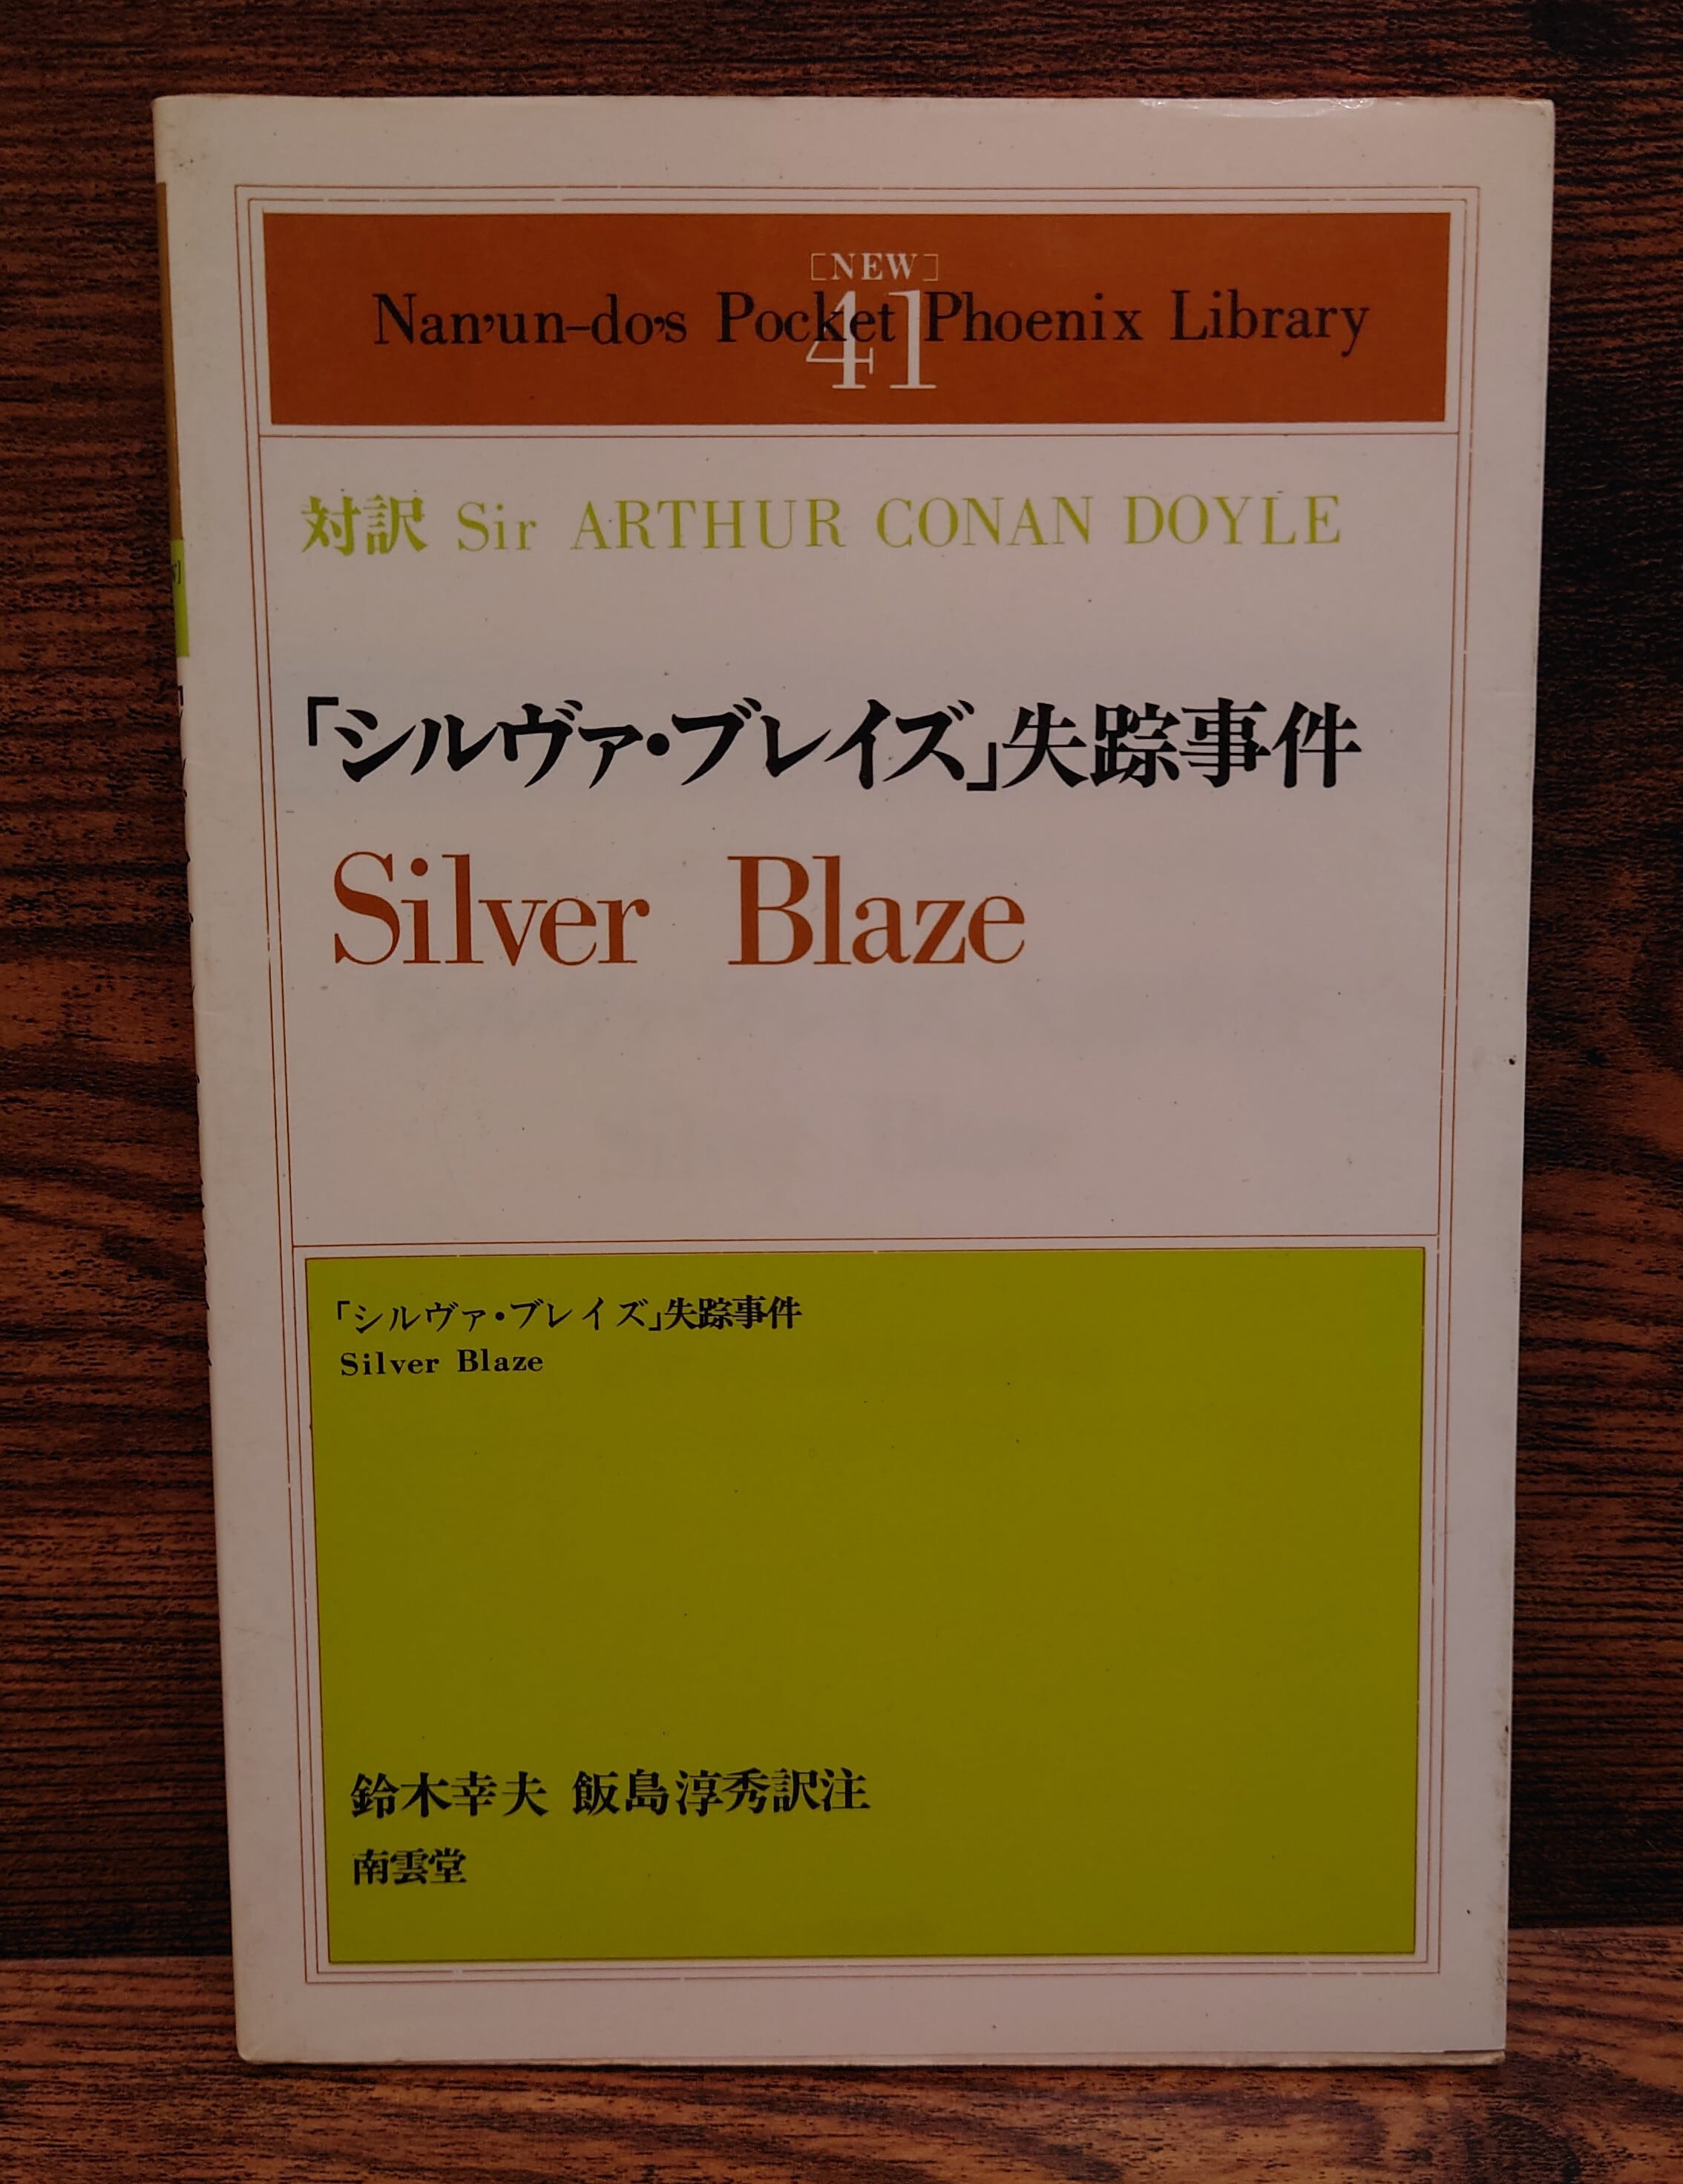 [NEW]
41
Nan'un-do's Pocket Phoenix Library
対訳 Sir ARTHUR CONAN DOYLE
「シルヴァ・ブレイズ」失踪事件
Silver Blaze
「シルヴァ・ブレイズ」失踪事件
Silver Blaze
鈴木幸夫 飯島淳秀訳注
南雲堂